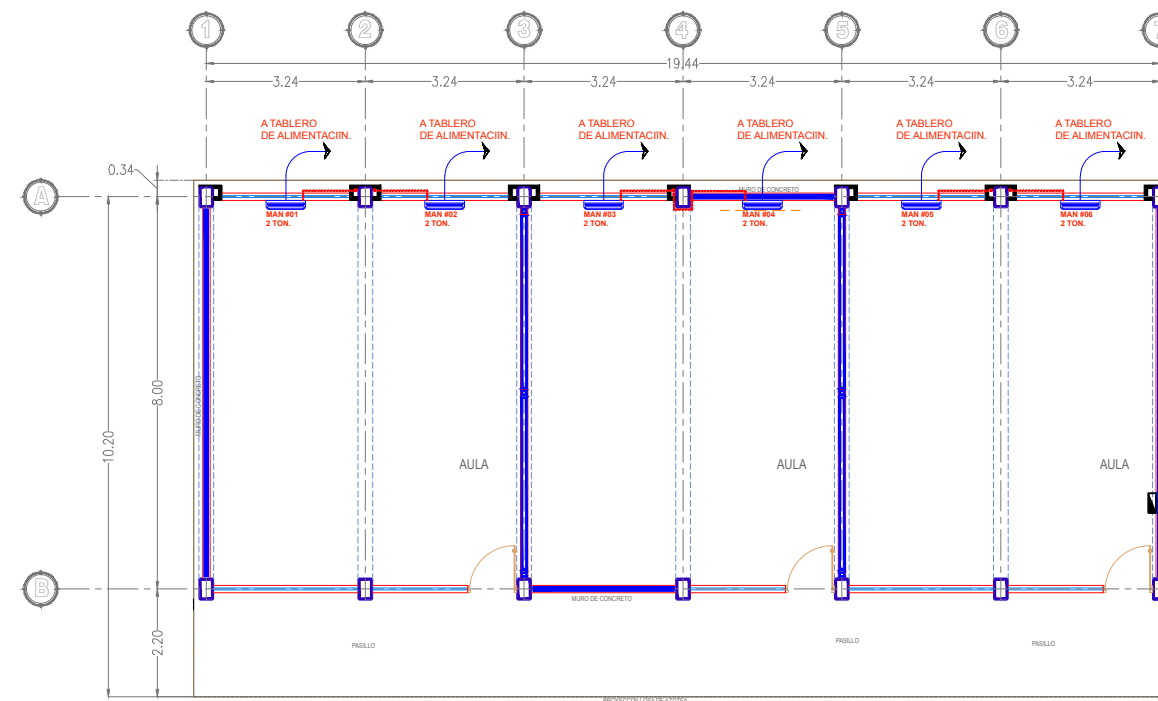 1 2 3 4 5 6 7
19.44
3.24 3.24 3.24 3.24 3.24 3.24
A TABLERO
DE ALIMENTACIIN.
A TABLERO
DE ALIMENTACIIN.
A TABLERO
DE ALIMENTACIIN.
A TABLERO
DE ALIMENTACIIN.
A TABLERO
DE ALIMENTACIIN.
A TABLERO
DE ALIMENTACIIN.
0.34
A
MURO DE CONCRETO
MAN #01
2 TON.
MAN #02
2 TON.
MAN #03
2 TON.
MAN #04
2 TON.
MAN #05
2 TON.
MAN #06
2 TON.
8.00
MURO DE CONCRETO
10.20
AULA AULA AULA
B
MURO DE CONCRETO
2.20
PASILLO PASILLO PASILLO